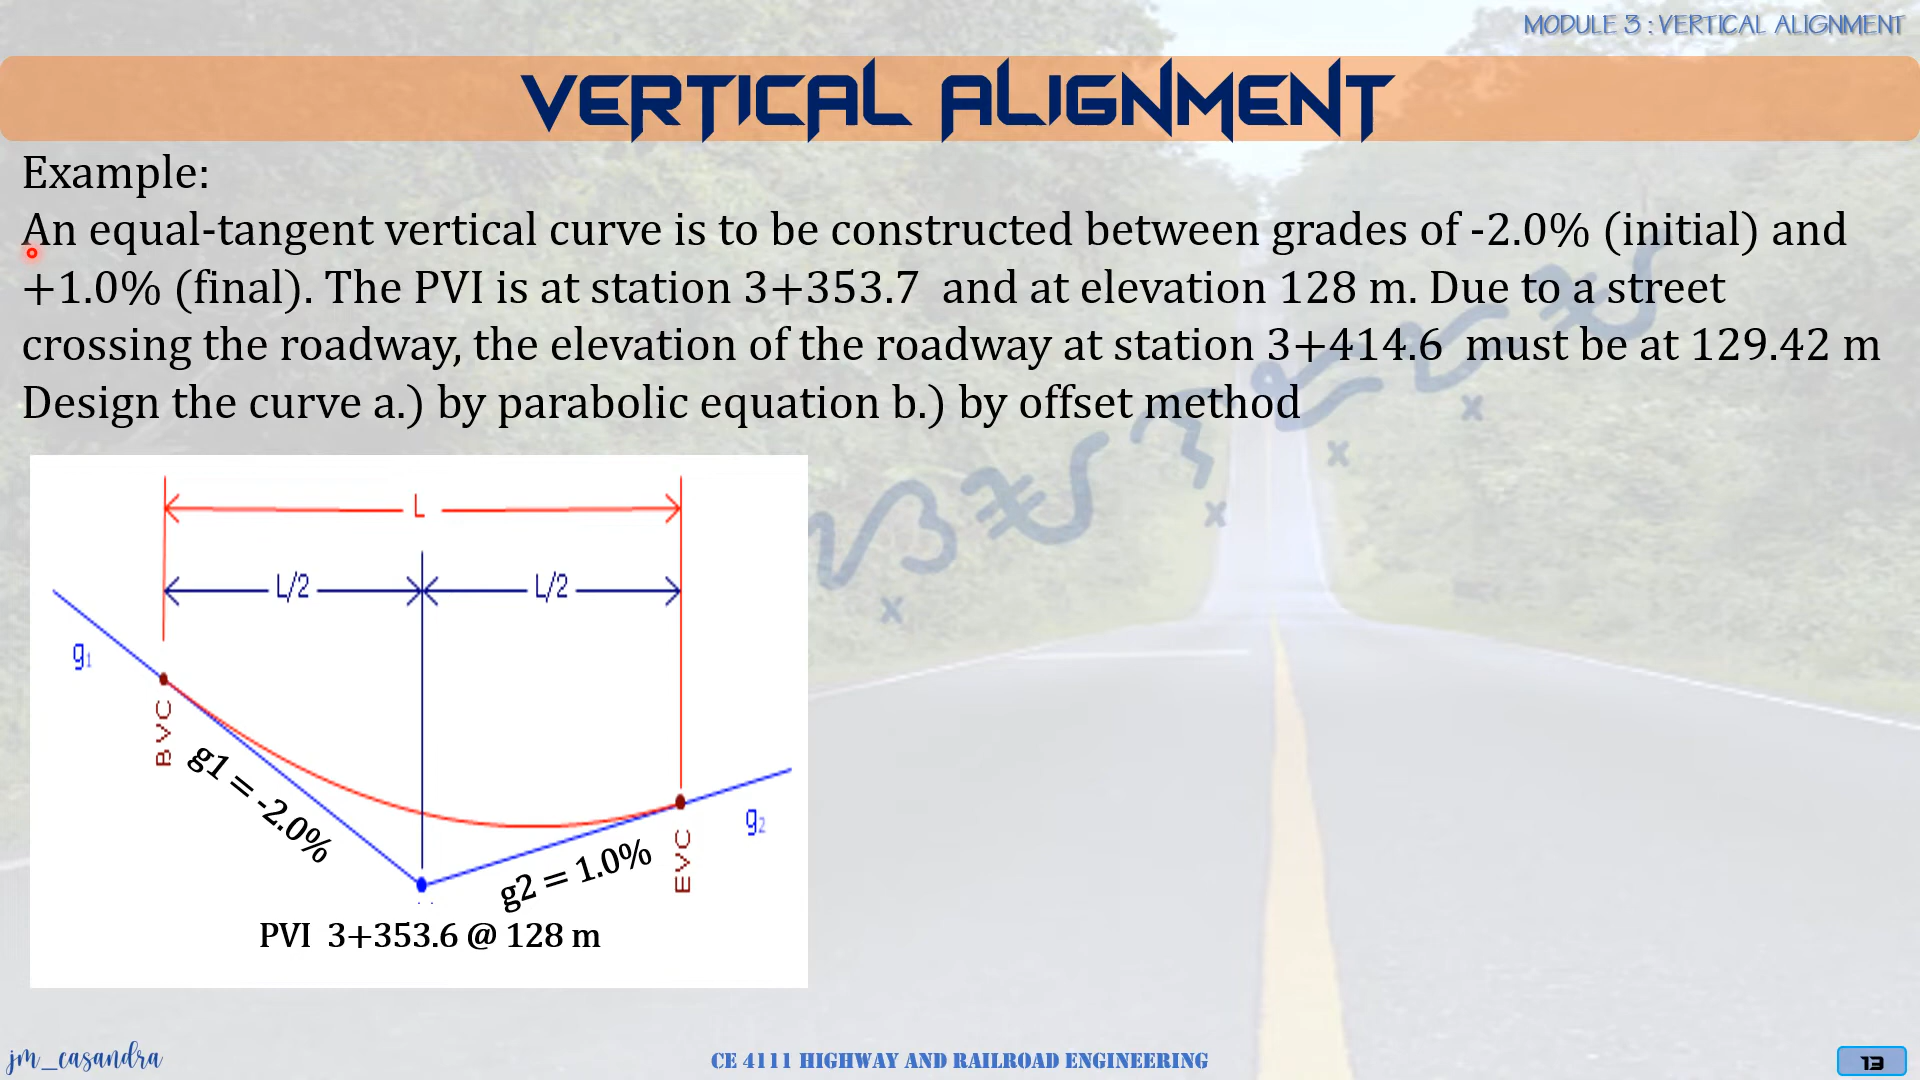 MODULE 3 : VERTICAL ALIGNMENT
VERTICAL ALIGNMENT
Example:
An equal-tangent vertical curve is to be constructed between grades of -2.0% (initial) and
+1.0% (final). The PVI is at station 3+353.7 and at elevation 128 m. Due to a street
crossing the roadway, the elevation of the roadway at station 3+414.6 must be at 129.42 m
Design the curve a.) by parabolic equation b.) by offset method
L
L/2 L/2
g1
BVC
g1 = -2.0%
g2
EVC
g2 = 1.0%
PVI 3+353.6 @ 128 m
jm_casandra
CE 4111 HIGHWAY AND RAILROAD ENGINEERING
13